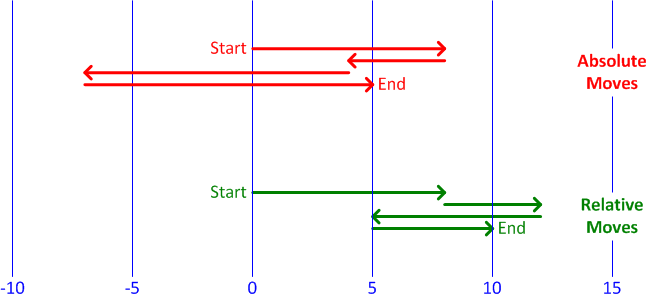 Start
Absolute
Moves
End
Start
Relative
Moves
End
-10 -5 0 5 10 15